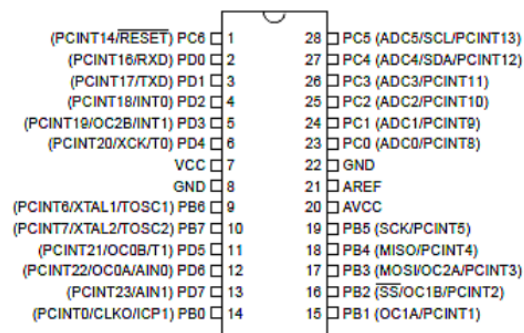 (PCINT14/RESET) PC6 1 28 PC5 (ADC5/SCL/PCINT13)
(PCINT16/RXD) PD0 2 27 PC4 (ADC4/SDA/PCINT12)
(PCINT17/TXD) PD1 3 26 PC3 (ADC3/PCINT11)
(PCINT18/INT0) PD2 4 25 PC2 (ADC2/PCINT10)
(PCINT19/OC2B/INT1) PD3 5 24 PC1 (ADC1/PCINT9)
(PCINT20/XCK/T0) PD4 6 23 PC0 (ADC0/PCINT8)
VCC 7 22 GND
GND 8 21 AREF
(PCINT6/XTAL1/TOSC1) PB6 9 20 AVCC
(PCINT7/XTAL2/TOSC2) PB7 10 19 PB5 (SCK/PCINT5)
(PCINT21/OC0B/T1) PD5 11 18 PB4 (MISO/PCINT4)
(PCINT22/OC0A/AIN0) PD6 12 17 PB3 (MOSI/OC2A/PCINT3)
(PCINT23/AIN1) PD7 13 16 PB2 (SS/OC1B/PCINT2)
(PCINT0/CLKO/ICP1) PB0 14 15 PB1 (OC1A/PCINT1)